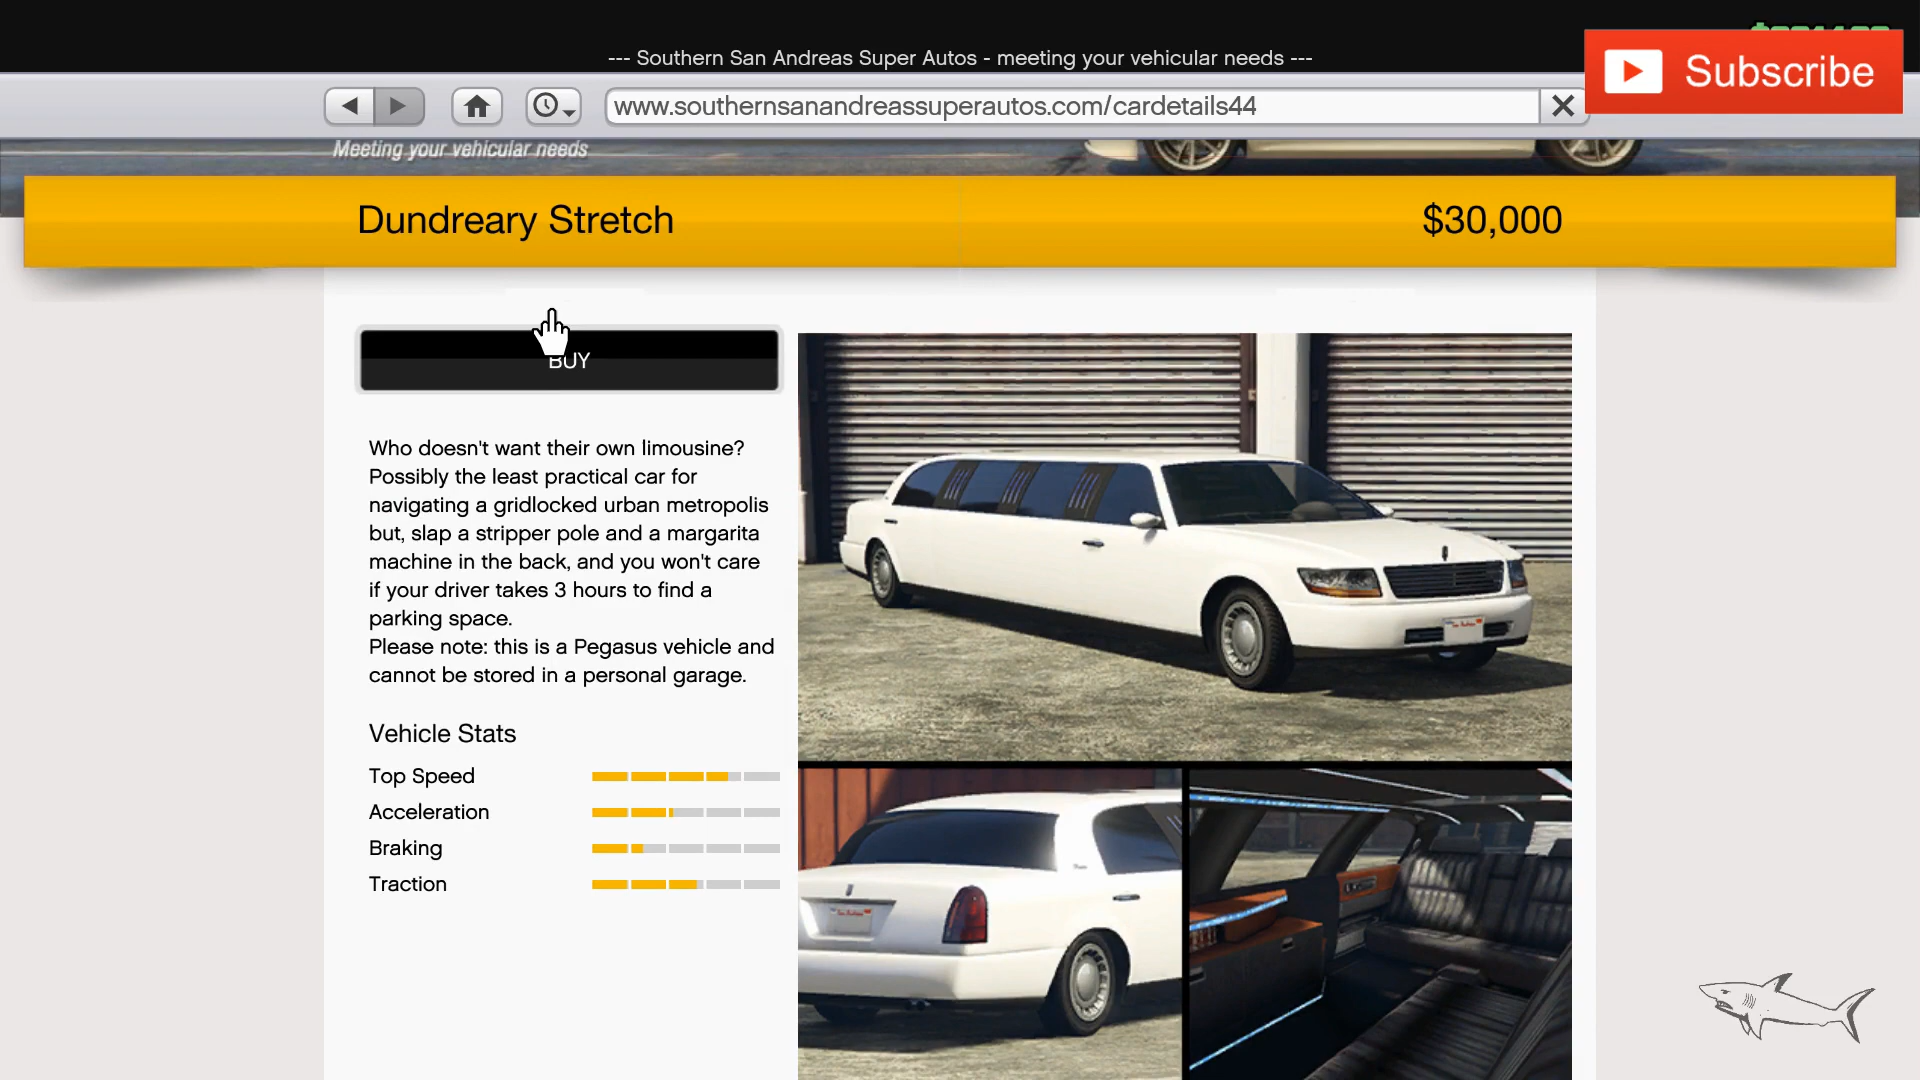 --- Southern San Andreas Super Autos - meeting your vehicular needs ---
Subscribe
www.southernsanandreassuperautos.com/cardetails44
Meeting your vehicular needs
Dundreary Stretch
$30,000
BUY
Who doesn't want their own limousine?
Possibly the least practical car for
navigating a gridlocked urban metropolis
but, slap a stripper pole and a margarita
machine in the back, and you won't care
if your driver takes 3 hours to find a
parking space.
Please note: this is a Pegasus vehicle and
cannot be stored in a personal garage.
Vehicle Stats
Top Speed
Acceleration
Braking
Traction